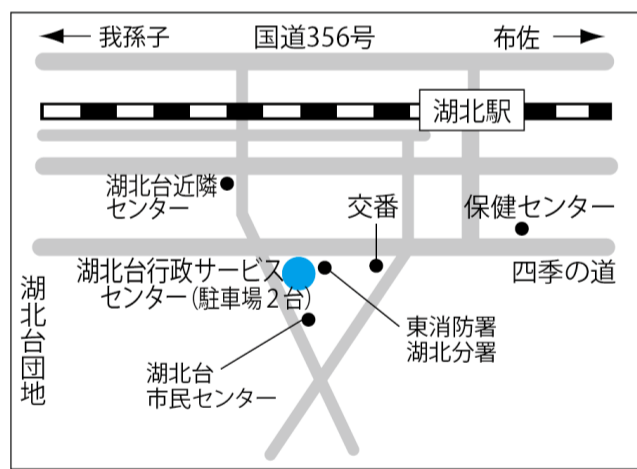 我孫子
国道356号
布佐
湖北駅
湖北台近隣
センター
交番
保健センター
湖北台行政サービス
センター(駐車場2台)
四季の道
湖北台団地
東消防署
湖北分署
湖北台
市民センター